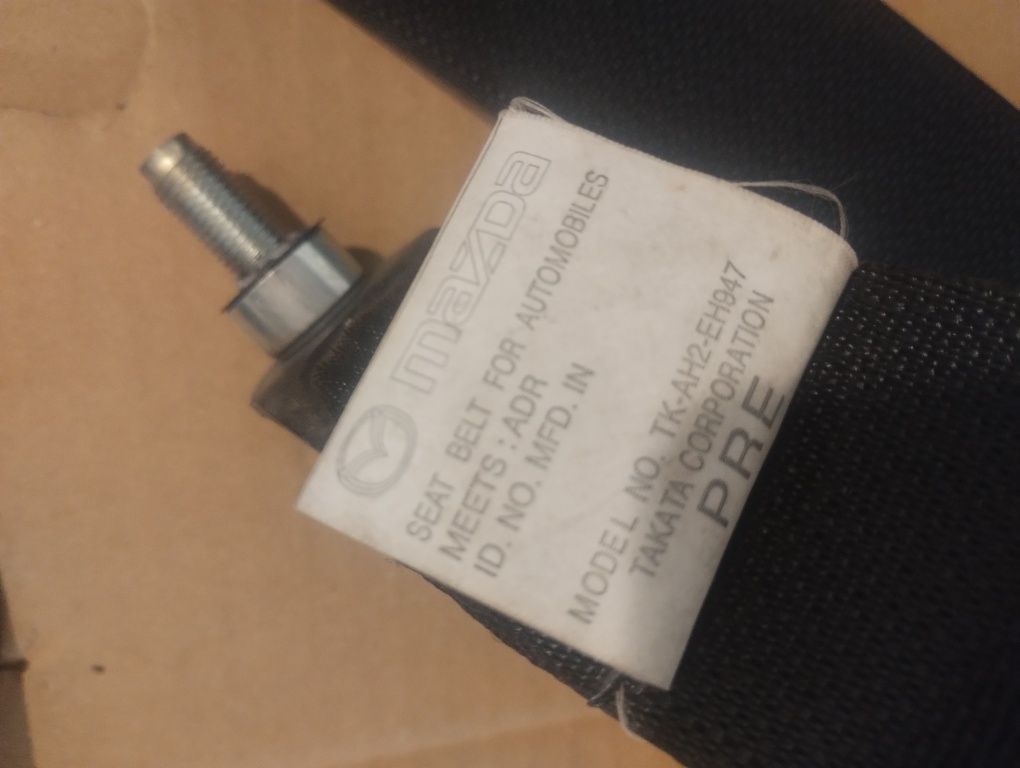 mazda
SEAT BELT FOR AUTOMOBILES
MEETS : ADR
ID. NO. MFD. IN
MODEL NO. TK-AH2-EH947
TAKATA CORPORATION
PRE